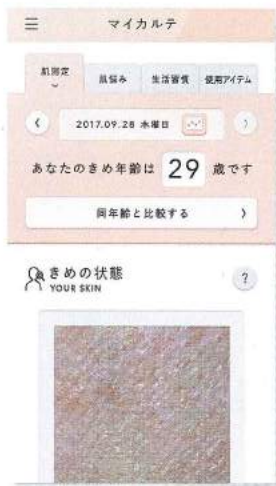 マイカルテ
肌測定
肌悩み
生活習慣
使用アイテム
2017.09.28 木曜日
あなたのきめ年齢は 29 歳です
同年齢と比較する
きめの状態
YOUR SKIN
?